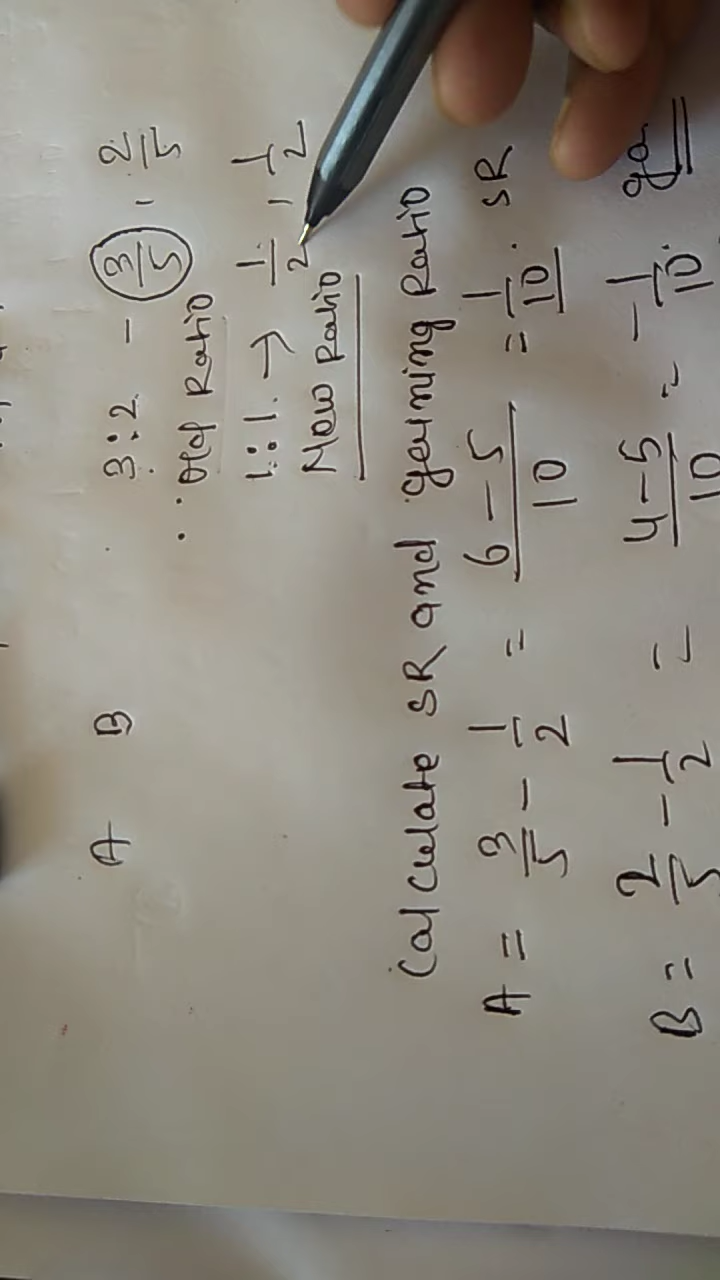 A B 3:2 - 3/5, 2/5
Old Ratio
1:1. → 1/2, 1/2
New Ratio
Calculate SR and gaining Ratio
A = 3/5 - 1/2 = 6-5/10 = 1/10. SR
B = 2/5 - 1/2 = 4-5/10 = -1/10.